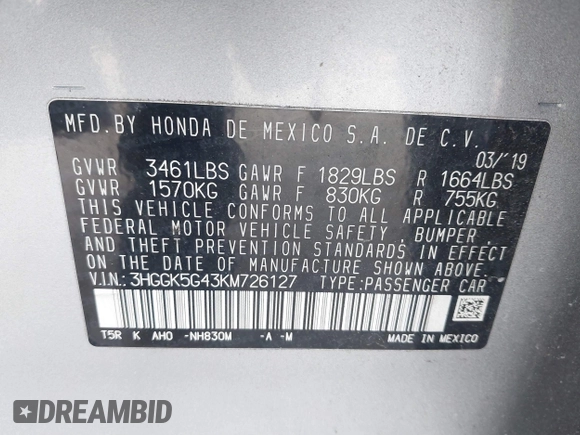 MFD. BY HONDA DE MEXICO S.A. DE C.V.
03/'19
GVWR 3461LBS GAWR F 1829LBS R 1664LBS
GVWR 1570KG GAWR F 830KG R 755KG
THIS VEHICLE CONFORMS TO ALL APPLICABLE
FEDERAL MOTOR VEHICLE SAFETY, BUMPER,
AND THEFT PREVENTION STANDARDS IN EFFECT
ON THE DATE OF MANUFACTURE SHOWN ABOVE.
V.I.N.: 3HGGK5G43KM726127 TYPE: PASSENGER CAR
T5R K AH0 -NH830M -A -M MADE IN MEXICO
DREAMBID